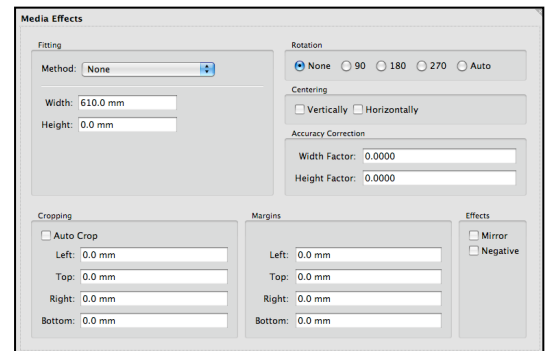 Media Effects
Fitting
Method: None
Width: 610.0 mm
Height: 0.0 mm
Rotation
None 90 180 270 Auto
Centering
Vertically Horizontally
Accuracy Correction
Width Factor: 0.0000
Height Factor: 0.0000
Cropping
Auto Crop
Left: 0.0 mm
Top: 0.0 mm
Right: 0.0 mm
Bottom: 0.0 mm
Margins
Left: 0.0 mm
Top: 0.0 mm
Right: 0.0 mm
Bottom: 0.0 mm
Effects
Mirror
Negative